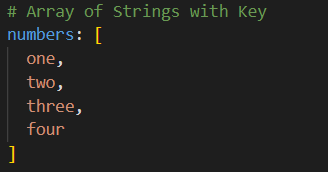 # Array of Strings with Key
numbers: [
  one,
  two,
  three,
  four
]